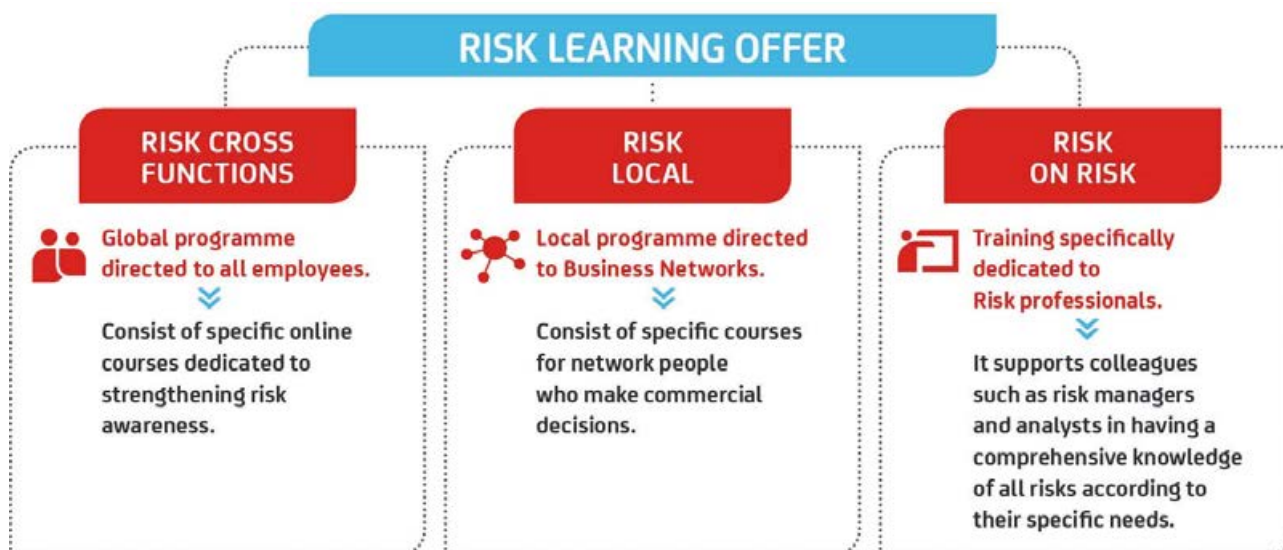 RISK LEARNING OFFER
RISK CROSS
FUNCTIONS
Global programme
directed to all employees.
Consist of specific online
courses dedicated to
strengthening risk
awareness.
RISK
LOCAL
Local programme directed
to Business Networks.
Consist of specific courses
for network people
who make commercial
decisions.
RISK
ON RISK
Training specifically
dedicated to
Risk professionals.
It supports colleagues
such as risk managers
and analysts in having a
comprehensive knowledge
of all risks according to
their specific needs.